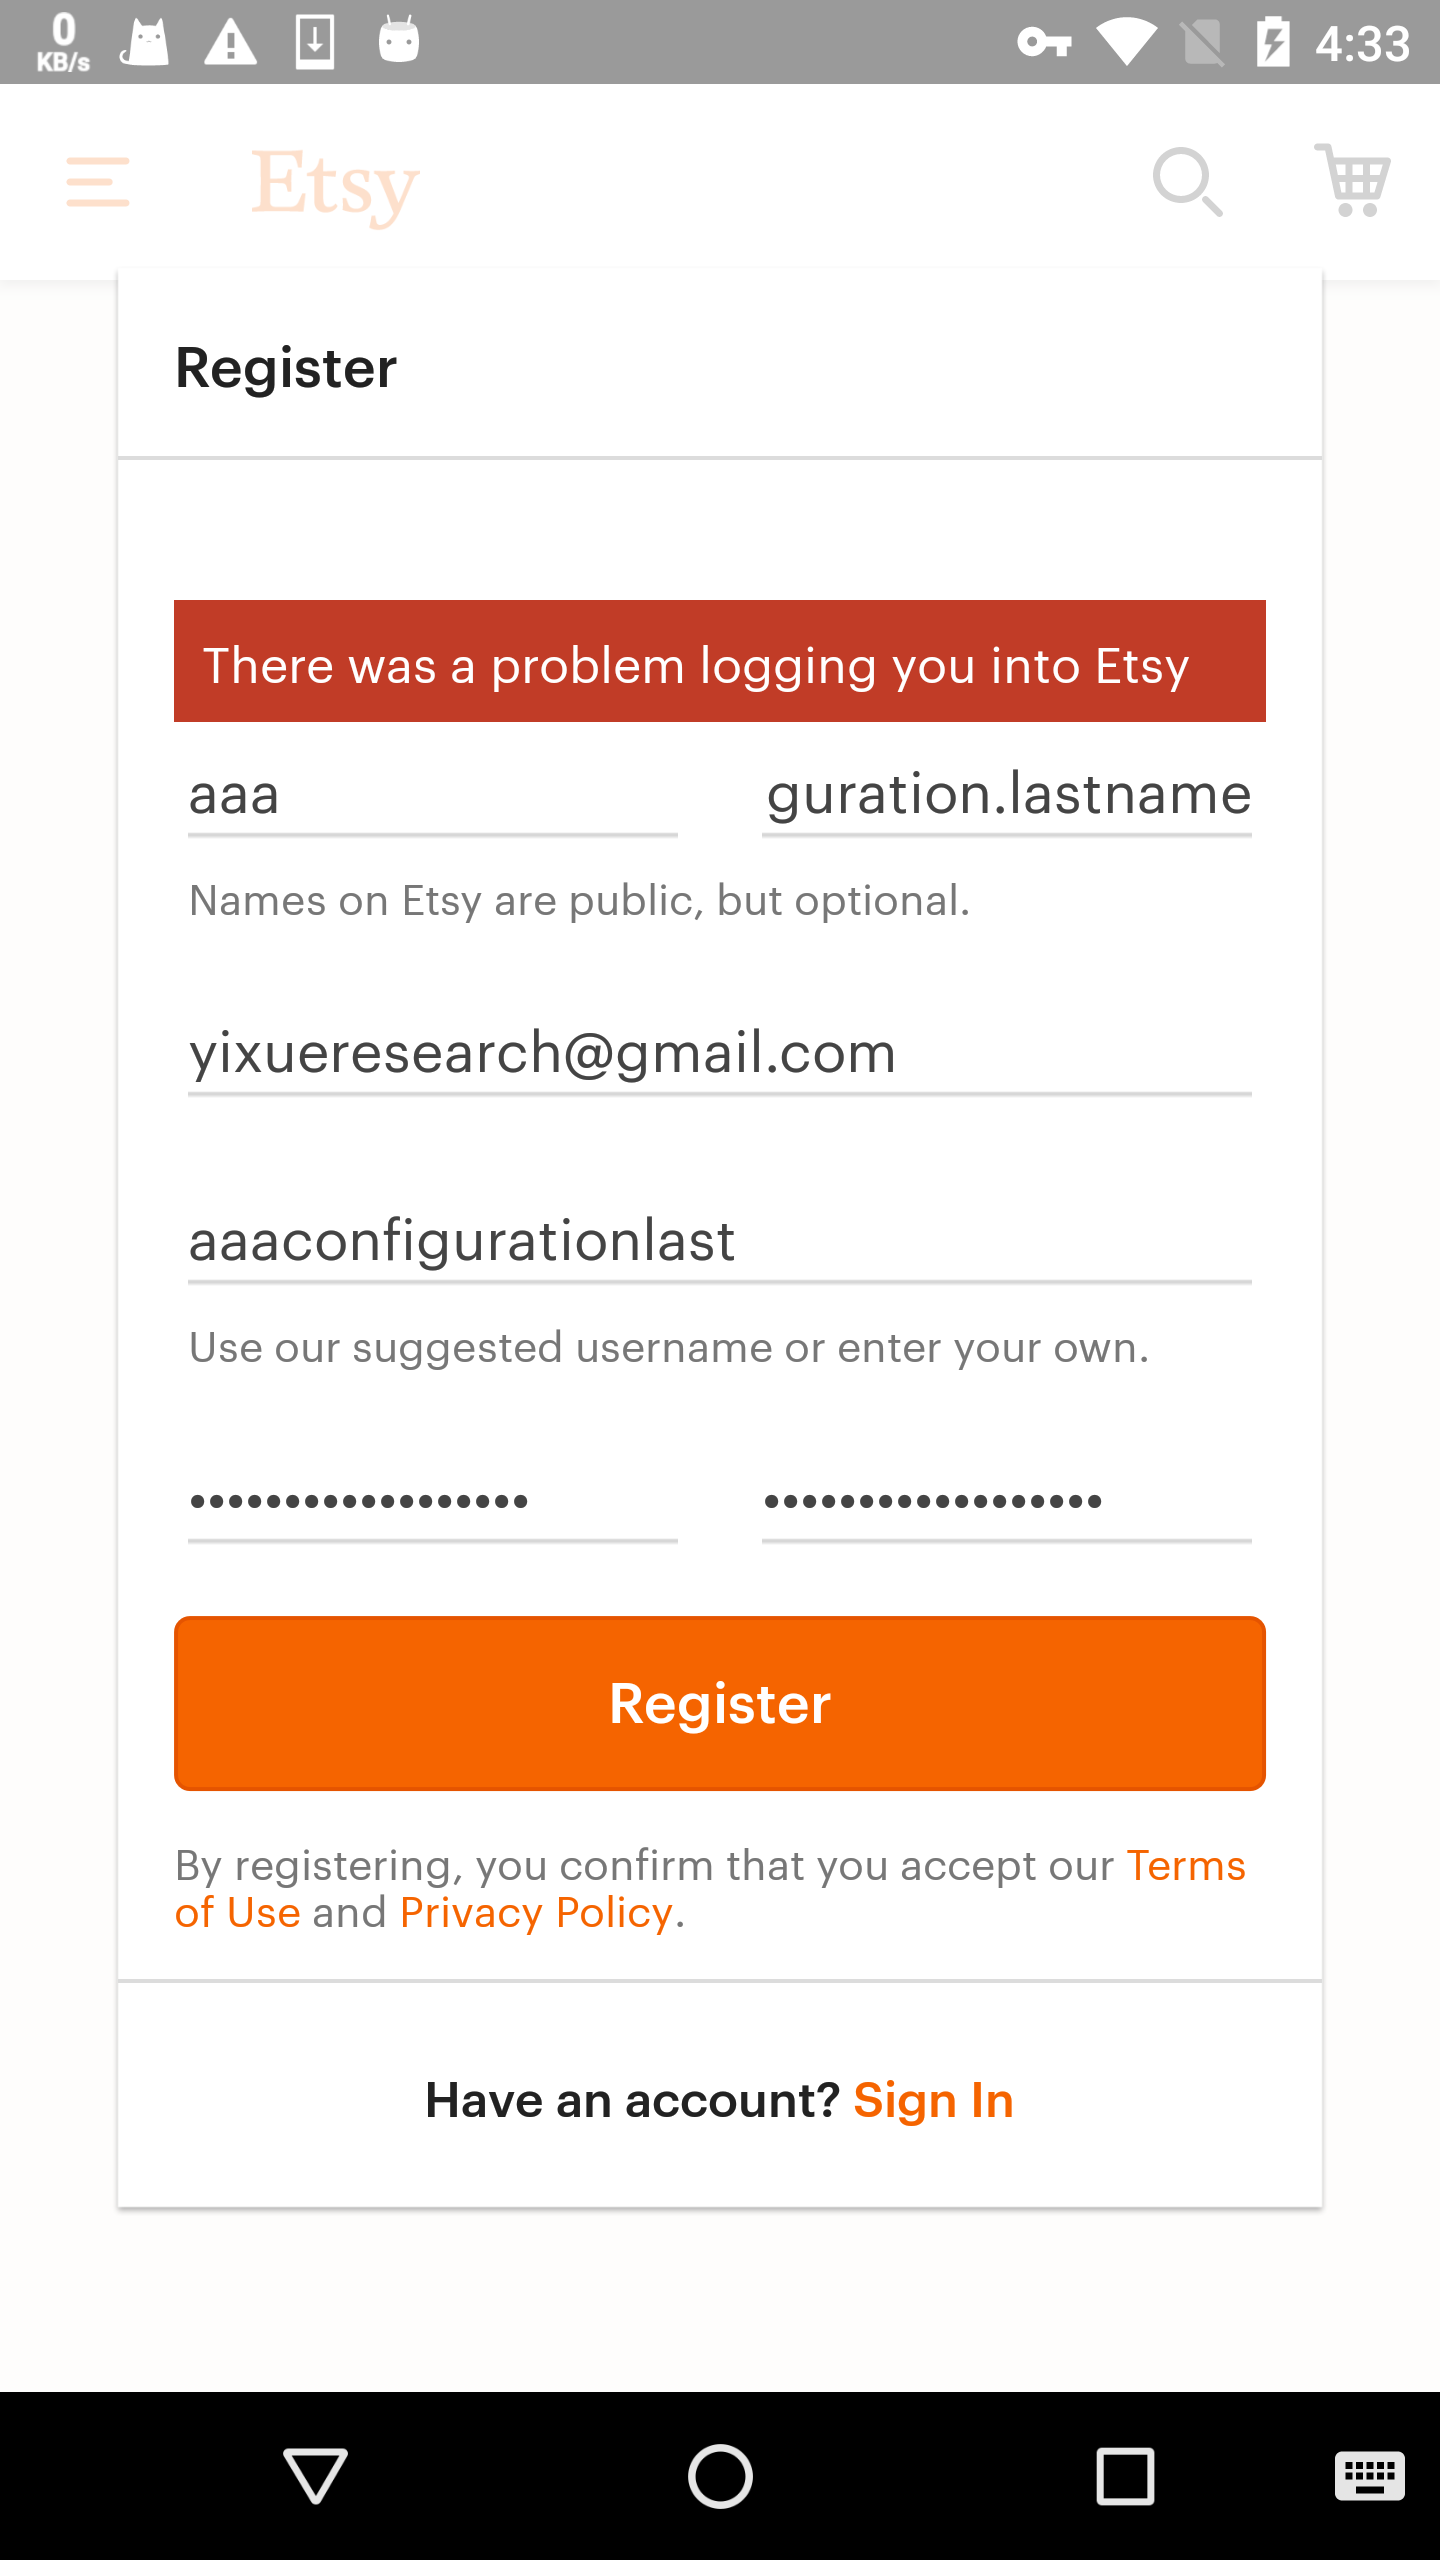 0
KB/s
4:33
Etsy
Register
There was a problem logging you into Etsy
aaa
guration.lastname
Names on Etsy are public, but optional.
yixueresearch@gmail.com
aaaconfigurationlast
Use our suggested username or enter your own.
••••••••••••••••••
••••••••••••••••••
Register
By registering, you confirm that you accept our Terms
of Use and Privacy Policy.
Have an account? Sign In